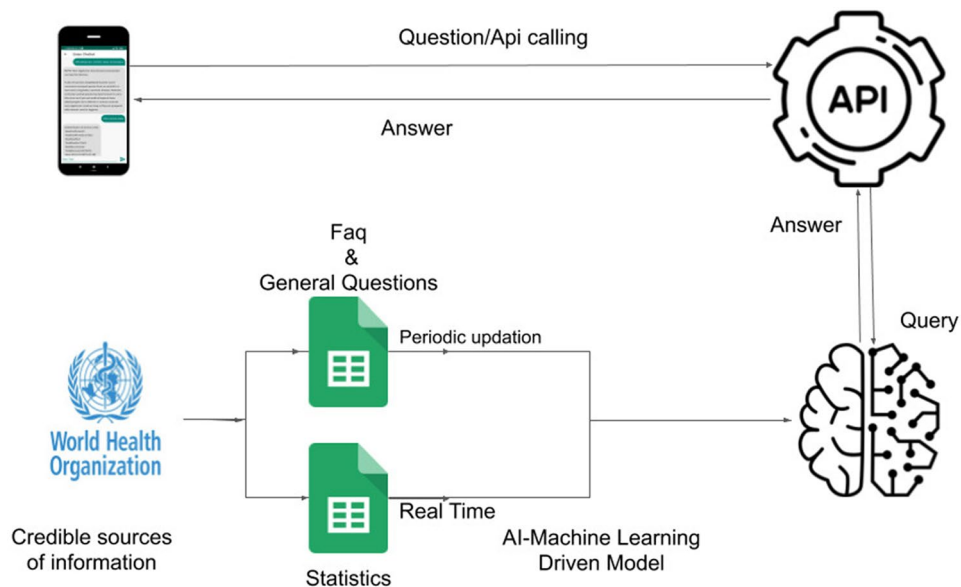 Question/Api calling
API
Answer
Answer
Faq
&
General Questions
Periodic updation
Query
World Health
Organization
Real Time
Credible sources
of information
AI-Machine Learning
Driven Model
Statistics